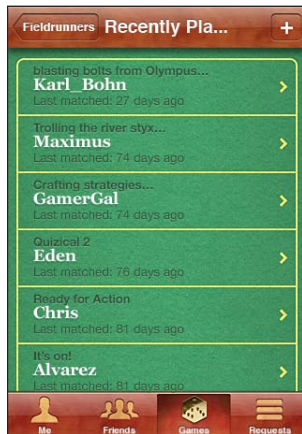 Fieldrunners
Recently Pla...
+
blasting bolts from Olympus...
Karl_Bohn
Last matched: 27 days ago
Trolling the river styx...
Maximus
Last matched: 74 days ago
Crafting strategies...
GamerGal
Last matched: 74 days ago
Quizical 2
Eden
Last matched: 76 days ago
Ready for Action
Chris
Last matched: 81 days ago
It's on!
Alvarez
Last matched: 81 days ago
Me
Friends
Games
Requests